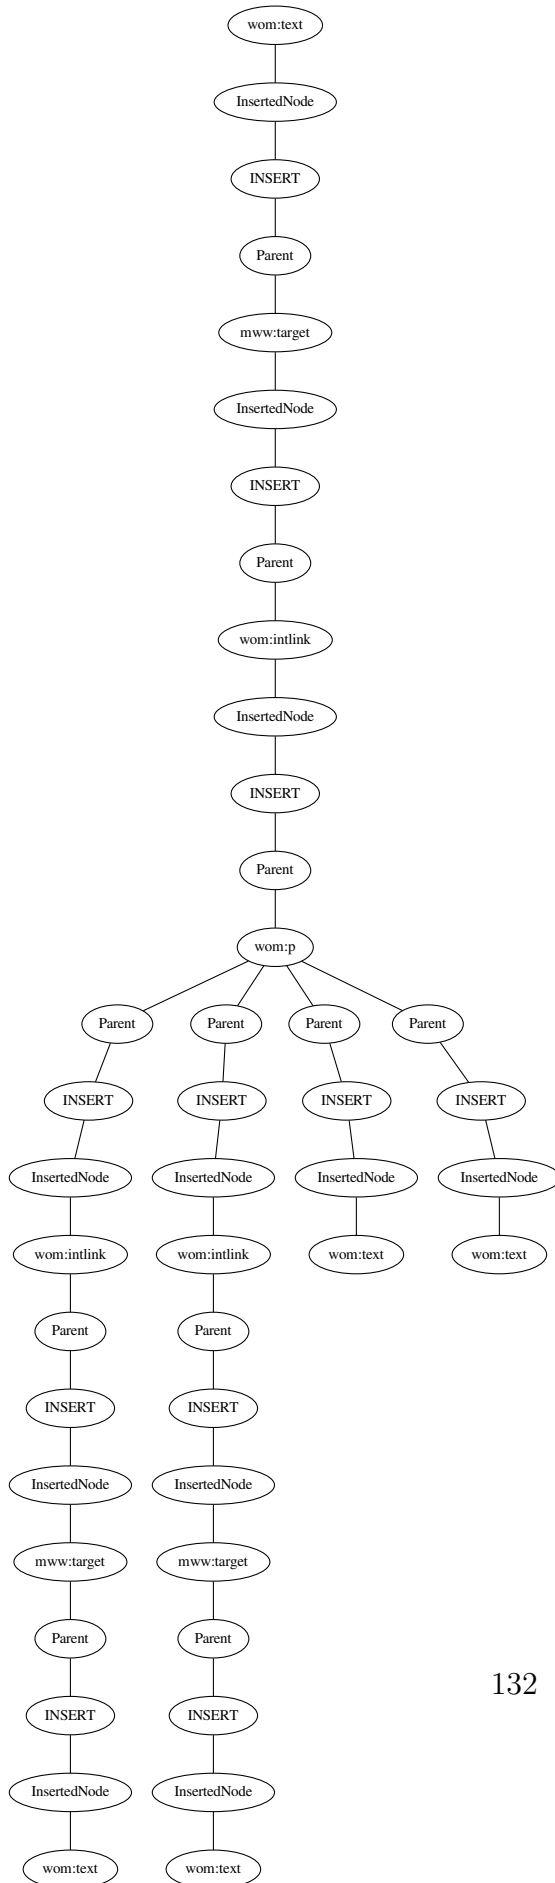 wom:text
InsertedNode
INSERT
Parent
mww:target
InsertedNode
INSERT
Parent
wom:intlink
InsertedNode
INSERT
Parent
wom:p
Parent Parent Parent Parent
INSERT INSERT INSERT INSERT
InsertedNode InsertedNode InsertedNode InsertedNode
wom:intlink wom:intlink wom:text wom:text
Parent Parent
INSERT INSERT
InsertedNode InsertedNode
mww:target mww:target
Parent Parent
132
INSERT INSERT
InsertedNode InsertedNode
wom:text wom:text